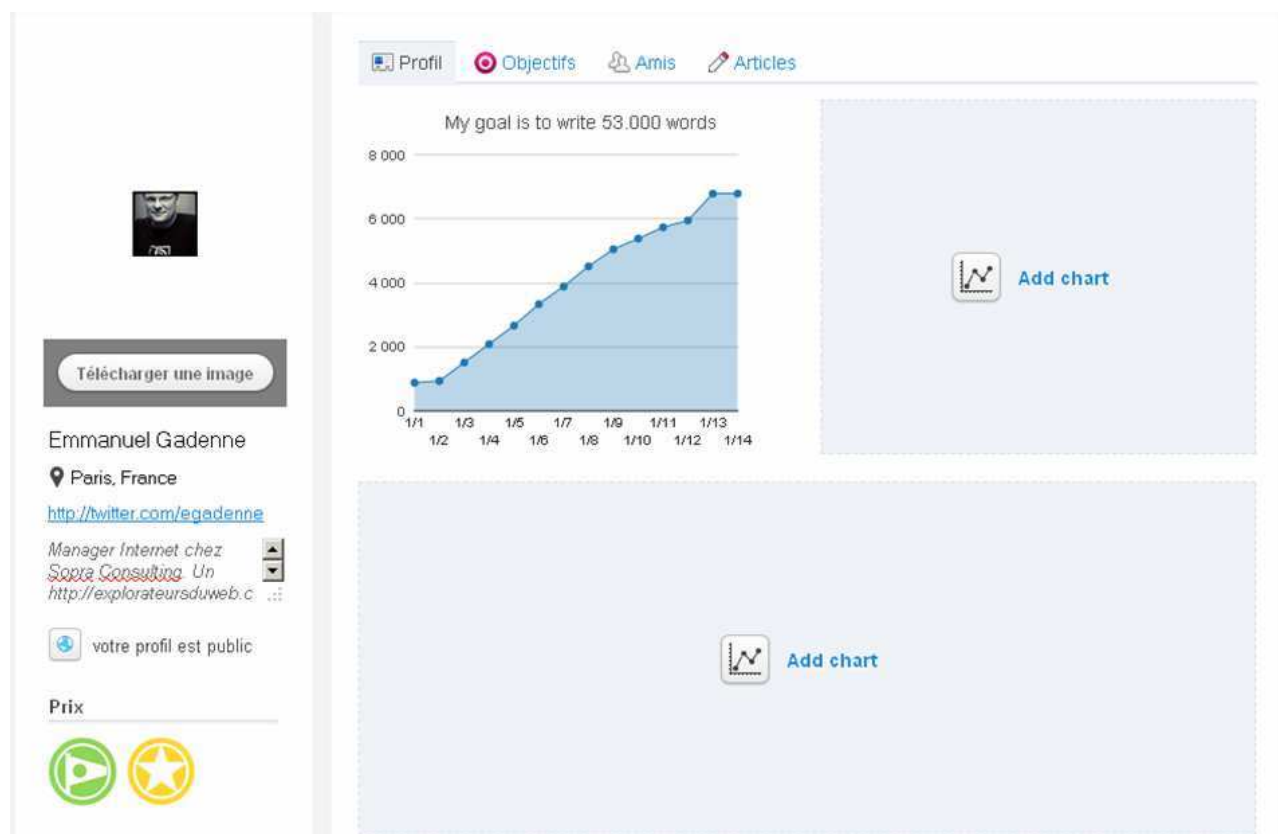 Profil
Objectifs
Amis
Articles
My goal is to write 53.000 words
8 000
6 000
4 000
2 000
0
1/1 1/3 1/5 1/7 1/9 1/11 1/13
1/2 1/4 1/6 1/8 1/10 1/12 1/14
Add chart
Télécharger une image
Emmanuel Gadenne
Paris, France
http://twitter.com/egadenne
Manager Internet chez
Sopra Consulting. Un
http://explorateursduweb.c
votre profil est public
Prix
Add chart